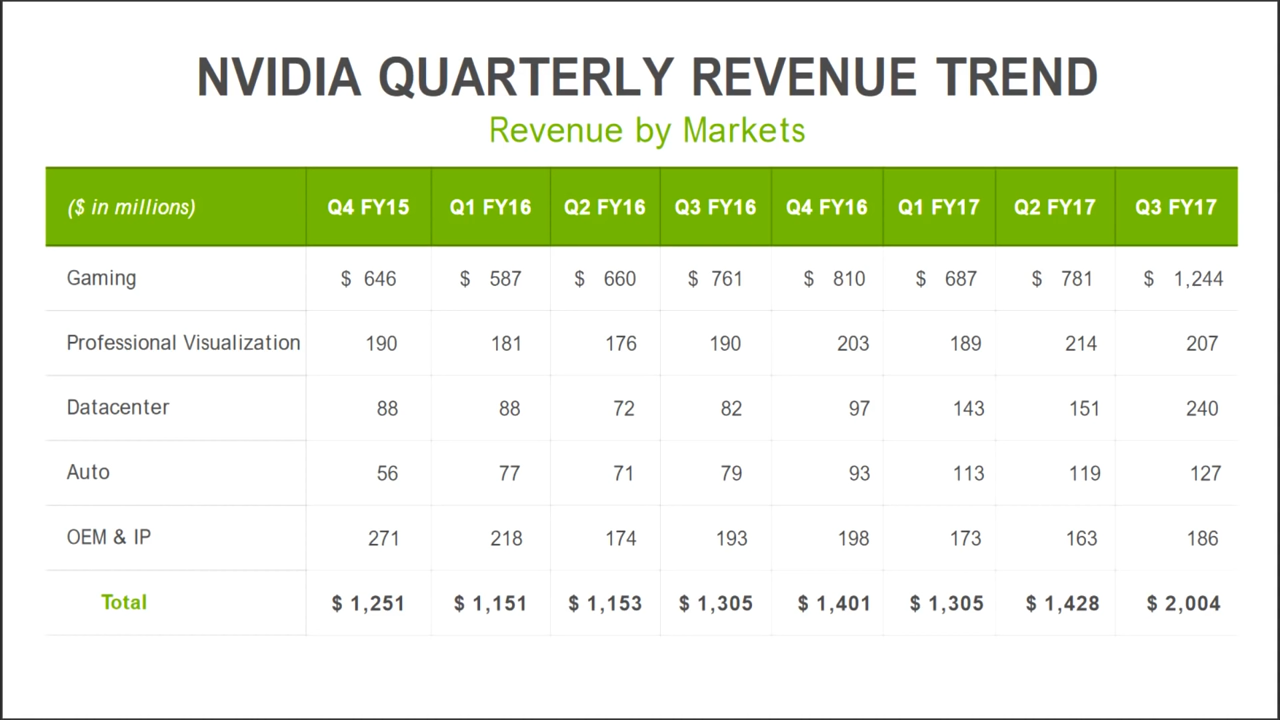 NVIDIA QUARTERLY REVENUE TREND
Revenue by Markets
($ in millions) Q4 FY15 Q1 FY16 Q2 FY16 Q3 FY16 Q4 FY16 Q1 FY17 Q2 FY17 Q3 FY17
Gaming $ 646 $ 587 $ 660 $ 761 $ 810 $ 687 $ 781 $ 1,244
Professional Visualization 190 181 176 190 203 189 214 207
Datacenter 88 88 72 82 97 143 151 240
Auto 56 77 71 79 93 113 119 127
OEM & IP 271 218 174 193 198 173 163 186
Total $ 1,251 $ 1,151 $ 1,153 $ 1,305 $ 1,401 $ 1,305 $ 1,428 $ 2,004